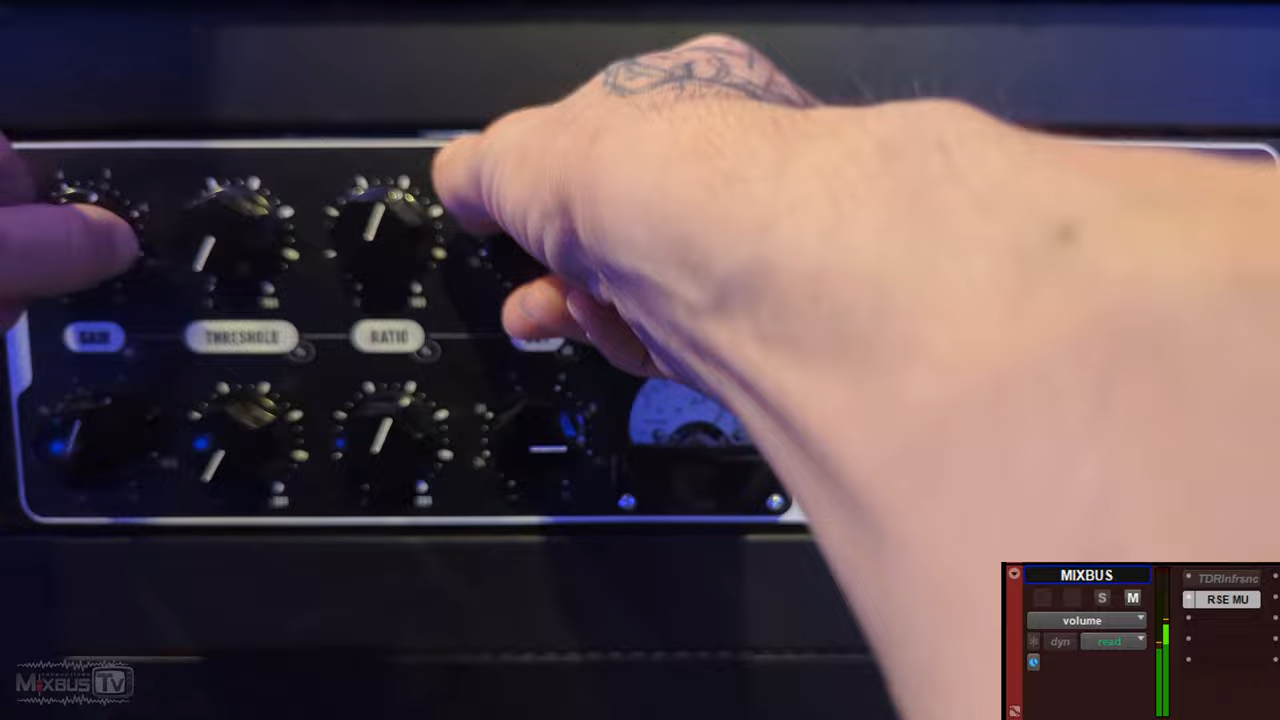 GAIN
THRESHOLD
RATIO
MIXBUS
TDRInfrsnc
S
M
RSE MU
volume
dyn
read
MIXBUS TV